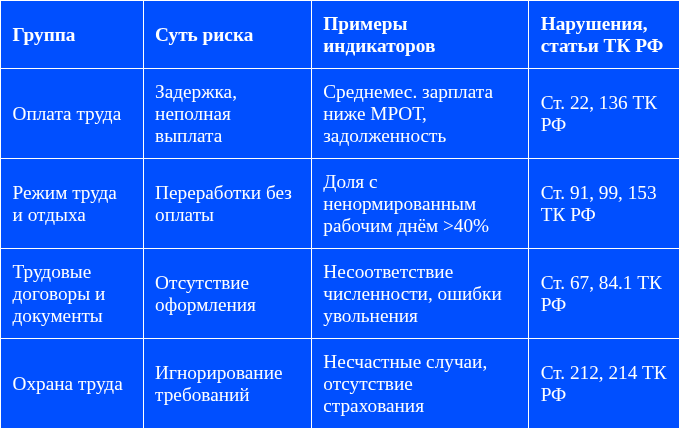 Группа
Суть риска
Примеры
индикаторов
Нарушения,
статьи ТК РФ
Оплата труда
Задержка,
неполная
выплата
Среднемес. зарплата
ниже МРОТ,
задолженность
Ст. 22, 136 ТК
РФ
Режим труда
и отдыха
Переработки без
оплаты
Доля с
ненормированным
рабочим днём >40%
Ст. 91, 99, 153
ТК РФ
Трудовые
договоры и
документы
Отсутствие
оформления
Несоответствие
численности, ошибки
увольнения
Ст. 67, 84.1 ТК
РФ
Охрана труда
Игнорирование
требований
Несчастные случаи,
отсутствие
страхования
Ст. 212, 214 ТК
РФ